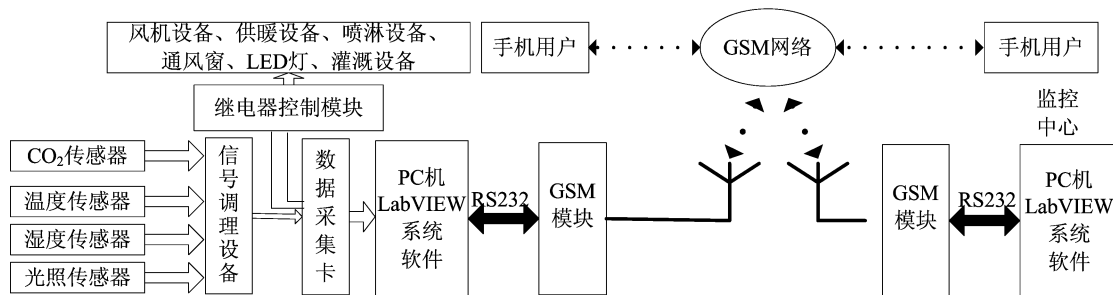 风机设备、供暖设备、喷淋设备、
通风窗、LED灯、灌溉设备
手机用户
GSM网络
手机用户
继电器控制模块
监控
中心
CO₂传感器
温度传感器
湿度传感器
光照传感器
信号调理设备
数据采集卡
PC机
LabVIEW
系统
软件
RS232
GSM
模块
GSM
模块
RS232
PC机
LabVIEW
系统
软件